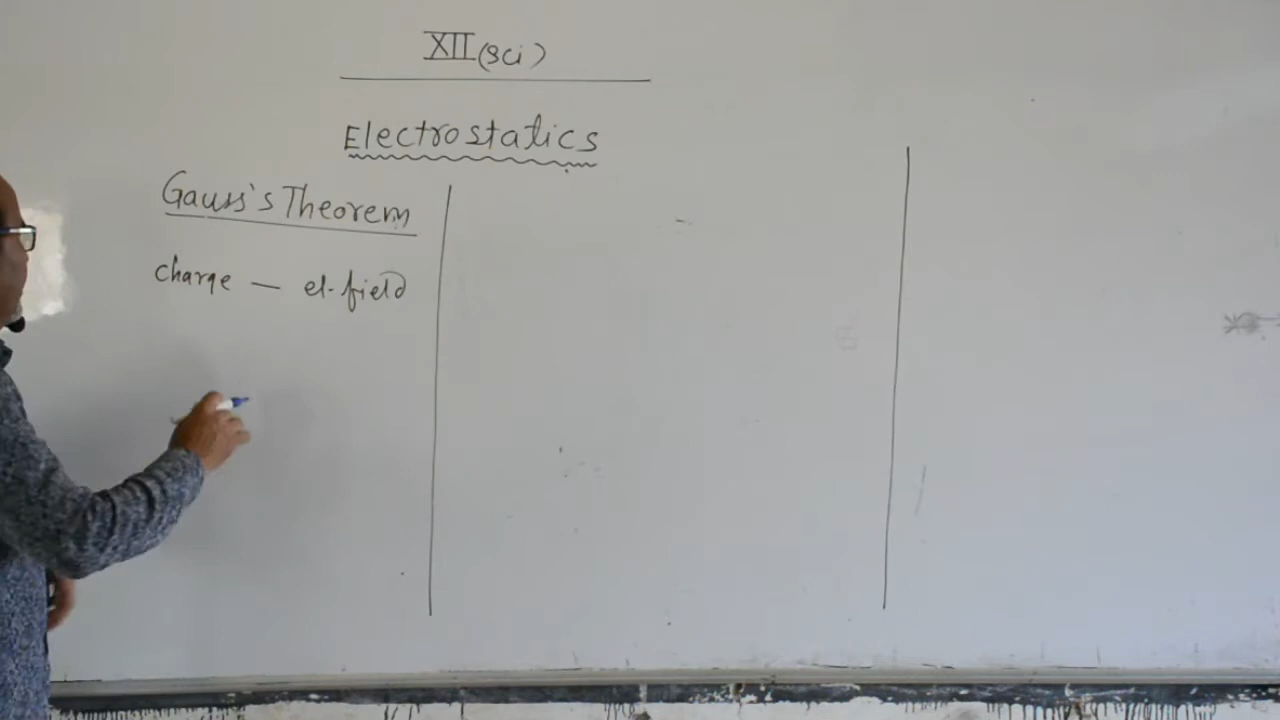 XII (Sci)
Electrostatics
Gauss's Theorem
charge — el. field